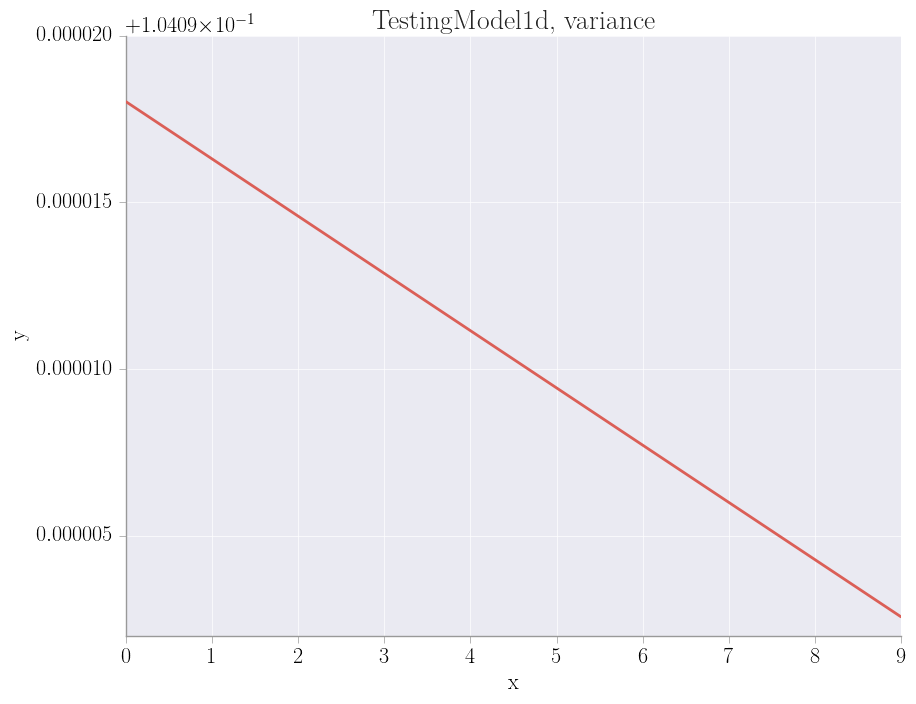 TestingModel1d, variance
+1.0409×10⁻¹
0.000020
0.000015
0.000010
0.000005
y
0 1 2 3 4 5 6 7 8 9
x